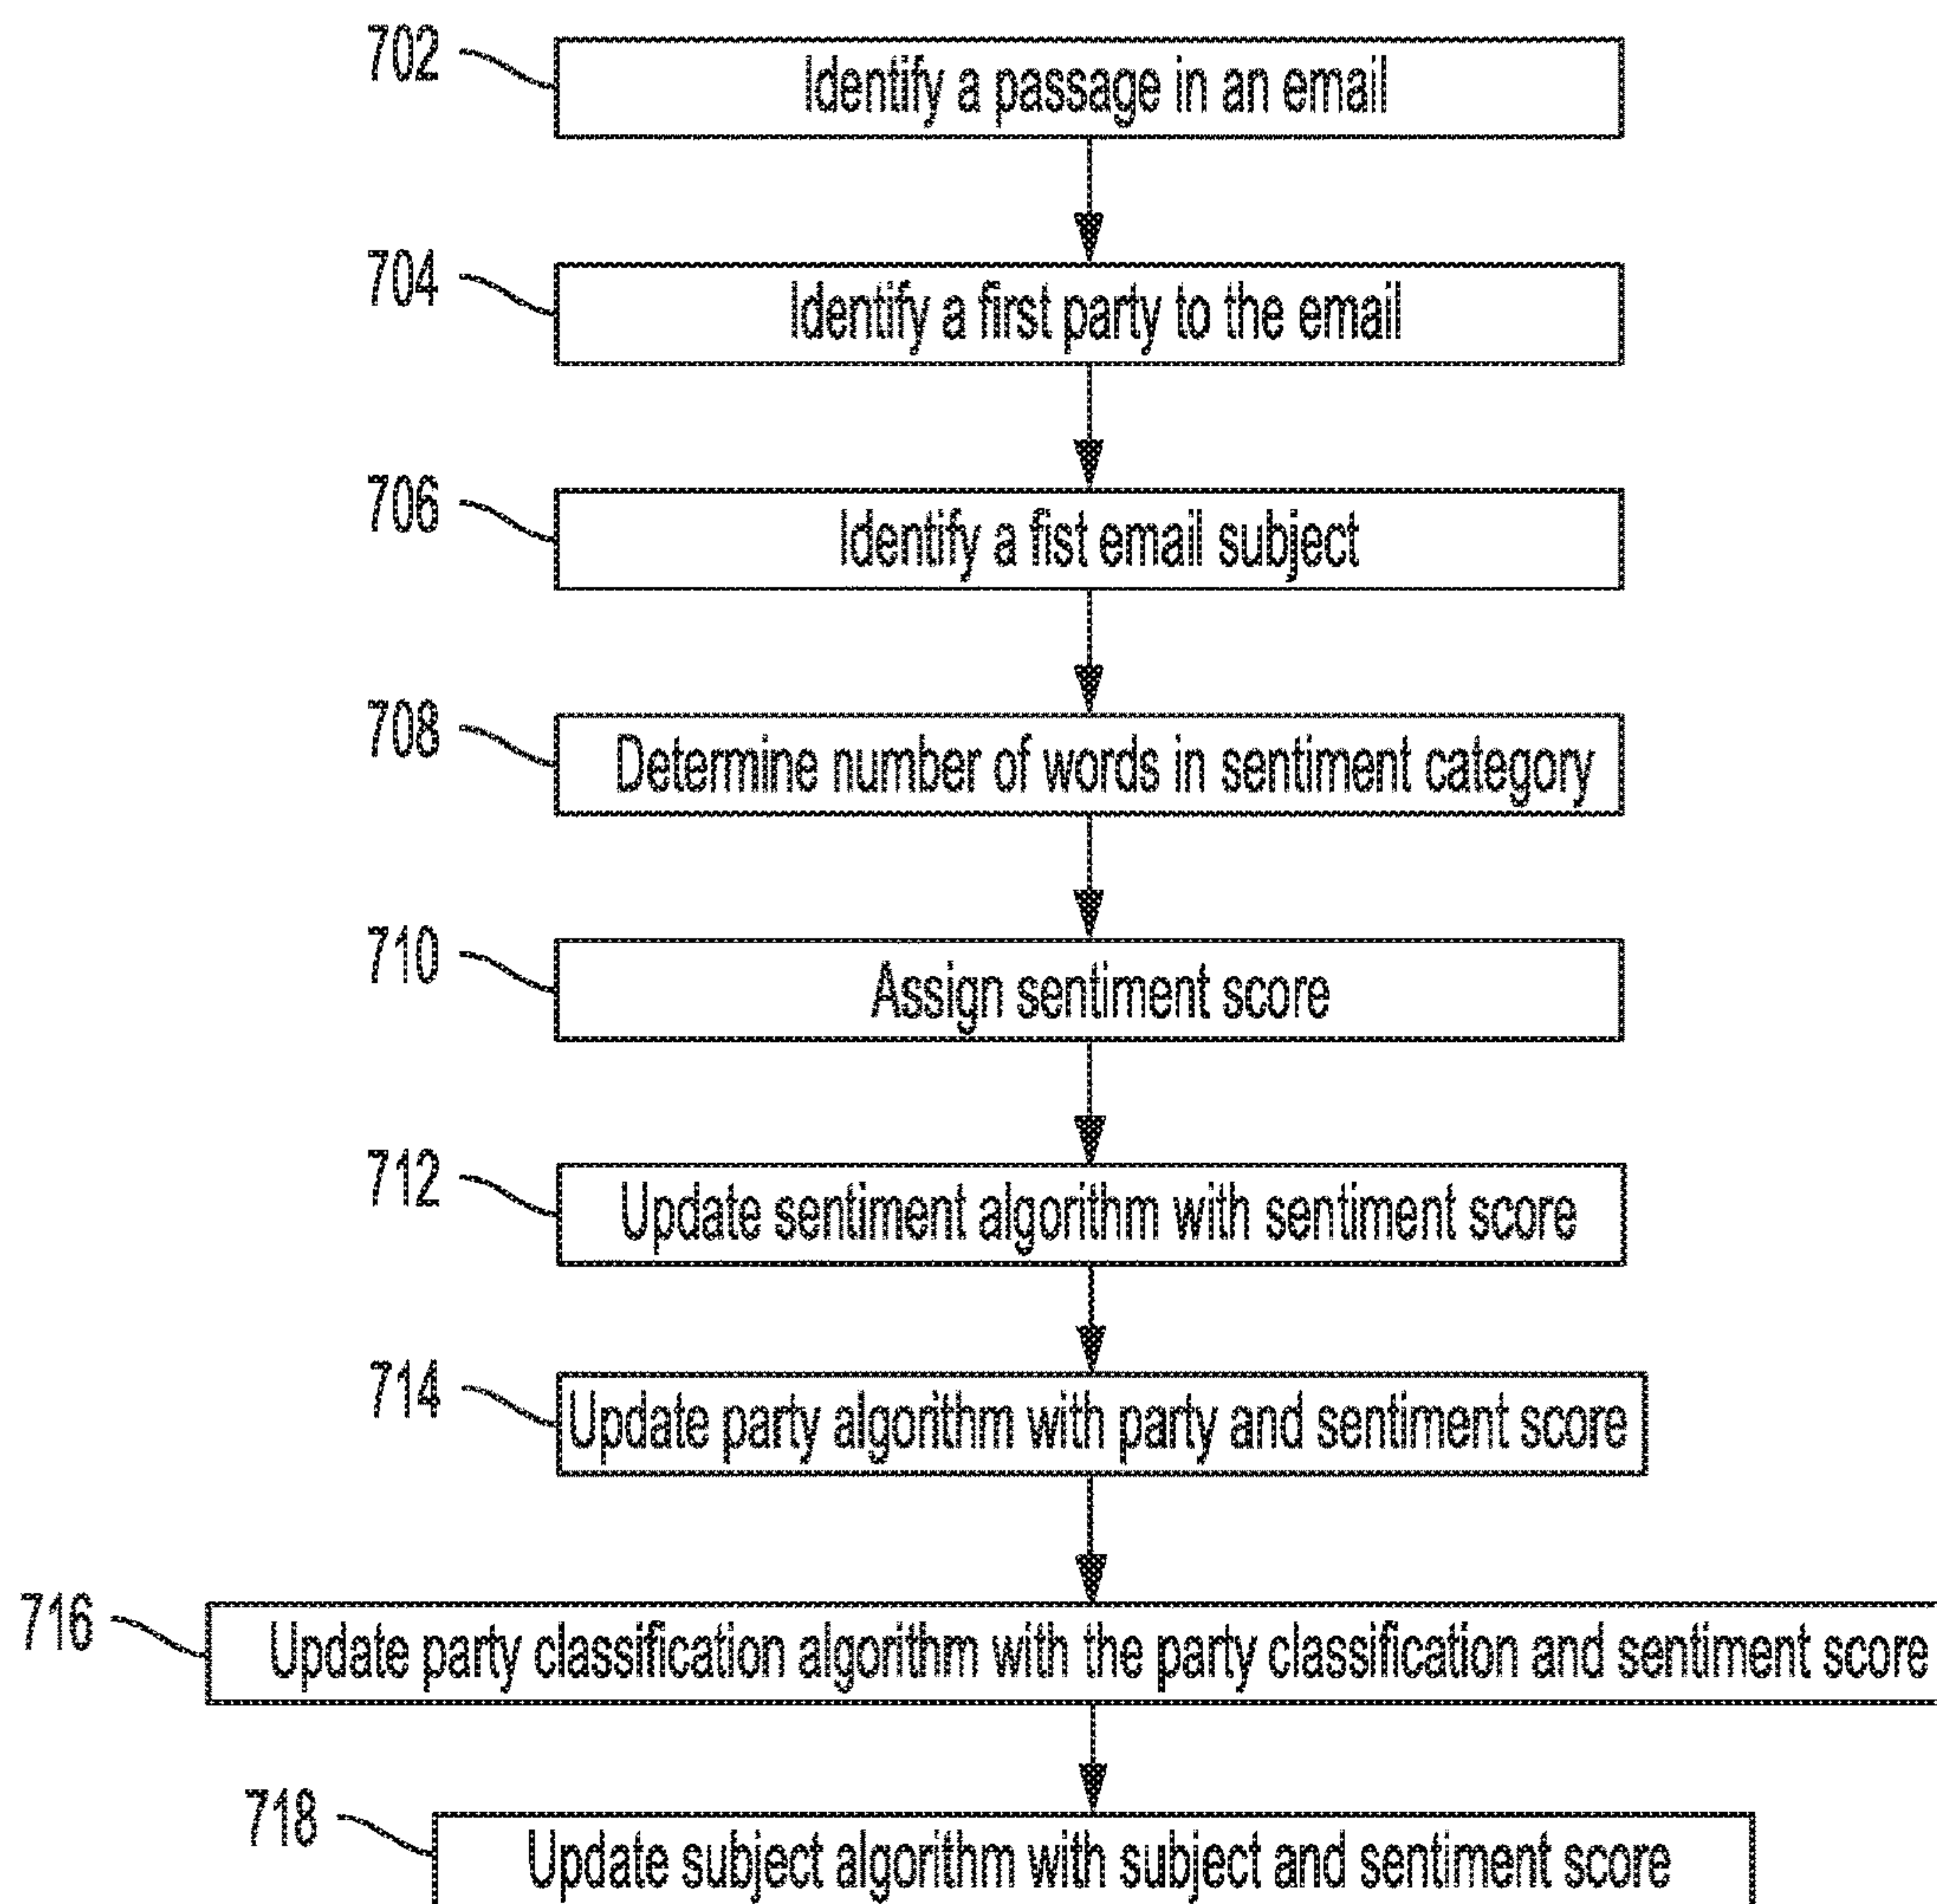 702
Identify a passage in an email
704
Identify a first party to the email
706
Identify a fist email subject
708
Determine number of words in sentiment category
710
Assign sentiment score
712
Update sentiment algorithm with sentiment score
714
Update party algorithm with party and sentiment score
716
Update party classification algorithm with the party classification and sentiment score
718
Update subject algorithm with subject and sentiment score